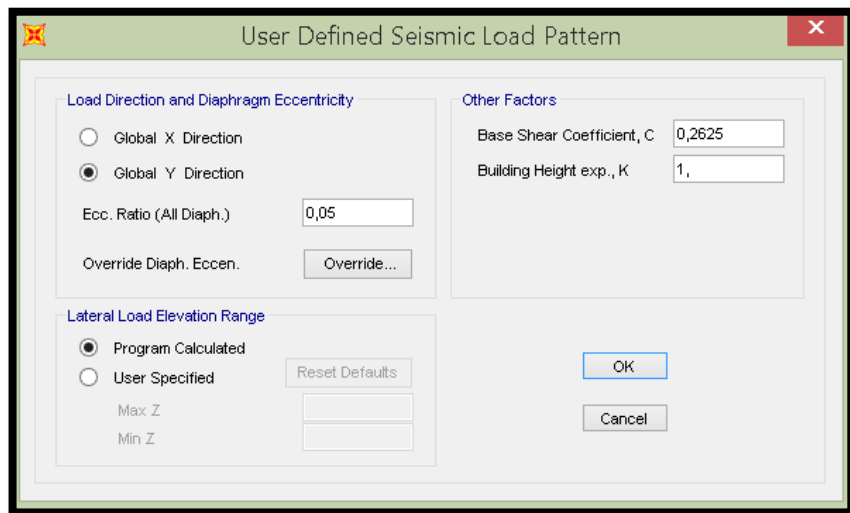 User Defined Seismic Load Pattern
Load Direction and Diaphragm Eccentricity
Global X Direction
Global Y Direction
Ecc. Ratio (All Diaph.) 0,05
Override Diaph. Eccen. Override...
Other Factors
Base Shear Coefficient, C 0,2625
Building Height exp., K 1,
Lateral Load Elevation Range
Program Calculated
User Specified Reset Defaults
Max Z
Min Z
OK
Cancel